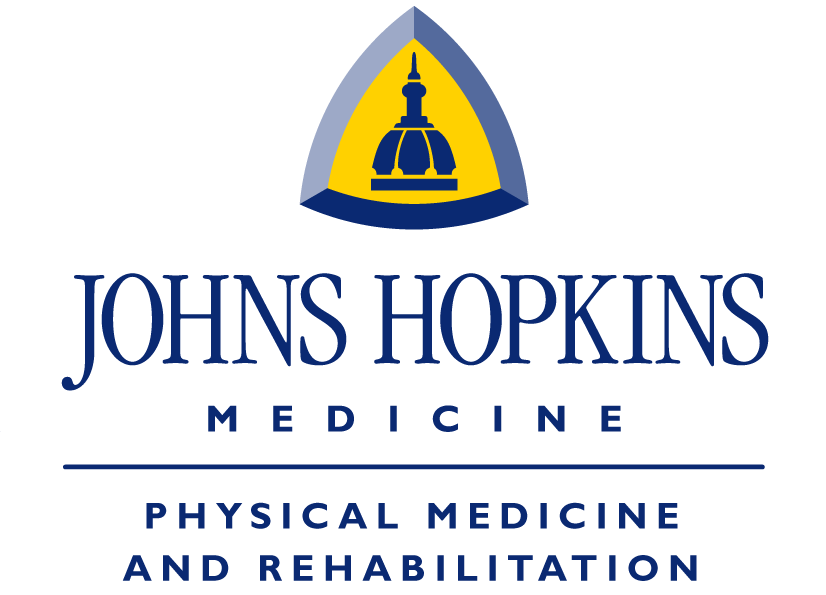 JOHNS HOPKINS
MEDICINE
PHYSICAL MEDICINE
AND REHABILITATION